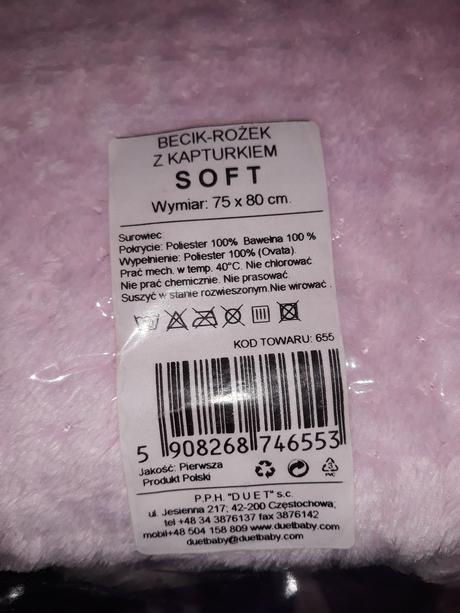 BECIK-ROŻEK
Z KAPTURKIEM
SOFT
Wymiar: 75 x 80 cm.
Surowiec
Pokrycie: Poliester 100% Bawełna 100 %
Wypełnienie: Poliester 100% (Ovata).
Prać mech. w temp. 40°C. Nie chlorować
Nie prać chemicznie. Nie prasować.
Suszyć w stanie rozwieszonym.Nie wirować .
KOD TOWARU: 655
5 908268 746553
Jakość: Pierwsza
Produkt Polski
3
PVC
P.P.H. "DUET" s.c.
ul. Jesienna 217; 42-200 Częstochowa;
tel +48 34 3876137 fax 3876142
mobil+48 504 158 809 www.duetbaby.com
duetbaby@duetbaby.com